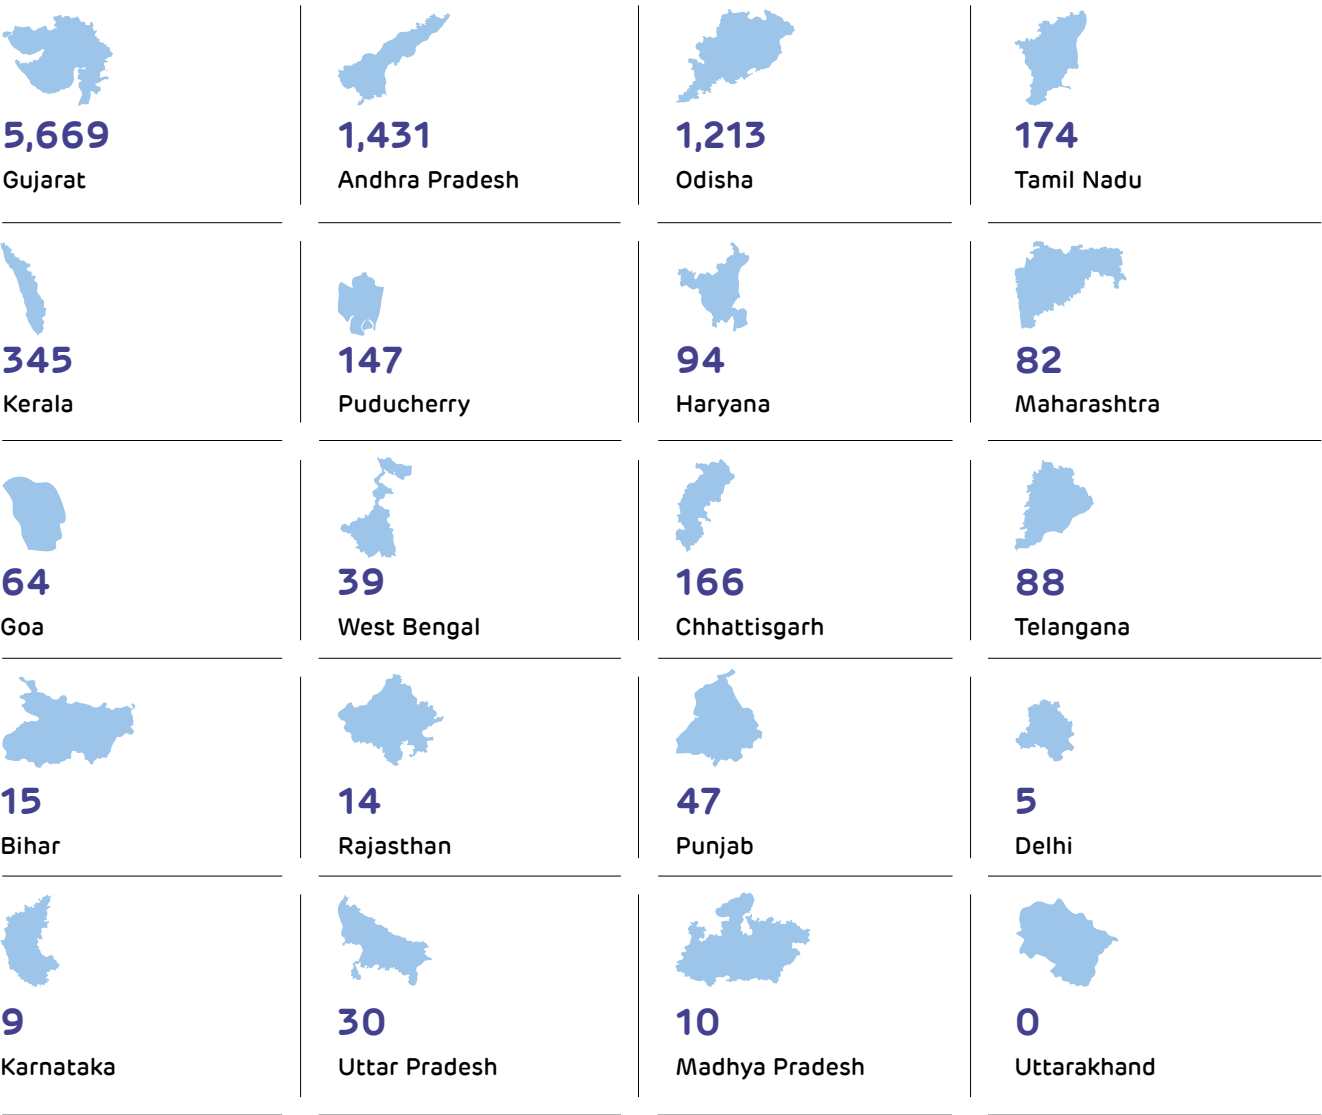 5,669
Gujarat
1,431
Andhra Pradesh
1,213
Odisha
174
Tamil Nadu
345
Kerala
147
Puducherry
94
Haryana
82
Maharashtra
64
Goa
39
West Bengal
166
Chhattisgarh
88
Telangana
15
Bihar
14
Rajasthan
47
Punjab
5
Delhi
9
Karnataka
30
Uttar Pradesh
10
Madhya Pradesh
0
Uttarakhand